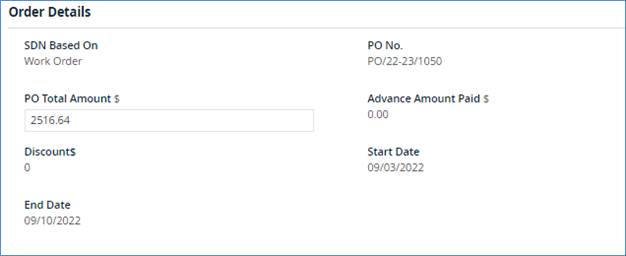 Order Details
SDN Based On
Work Order
PO No.
PO/22-23/1050
PO Total Amount $
2516.64
Advance Amount Paid $
0.00
Discount$
0
Start Date
09/03/2022
End Date
09/10/2022